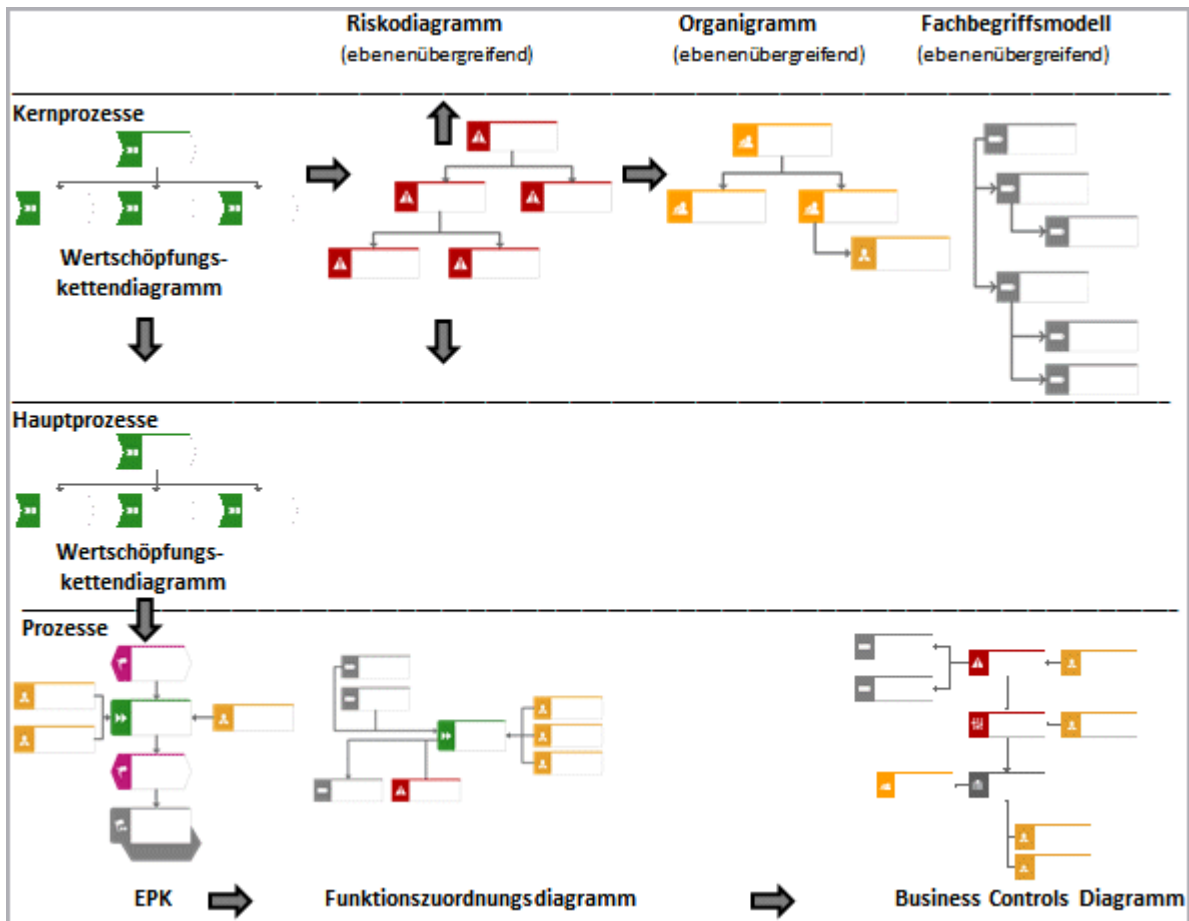 Riskodiagramm
(ebenenübergreifend)
Organigramm
(ebenenübergreifend)
Fachbegriffsmodell
(ebenenübergreifend)
Kernprozesse
Wertschöpfungs-
kettendiagramm
Hauptprozesse
Wertschöpfungs-
kettendiagramm
Prozesse
EPK
Funktionszuordnungsdiagramm
Business Controls Diagramm